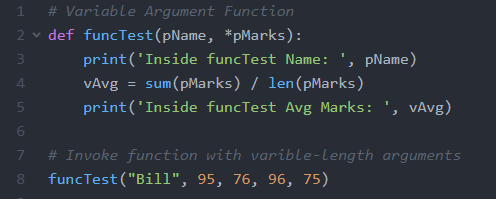 1 # Variable Argument Function
2 def funcTest(pName, *pMarks):
3     print('Inside funcTest Name: ', pName)
4     vAvg = sum(pMarks) / len(pMarks)
5     print('Inside funcTest Avg Marks: ', vAvg)
6
7 # Invoke function with varible-length arguments
8 funcTest("Bill", 95, 76, 96, 75)